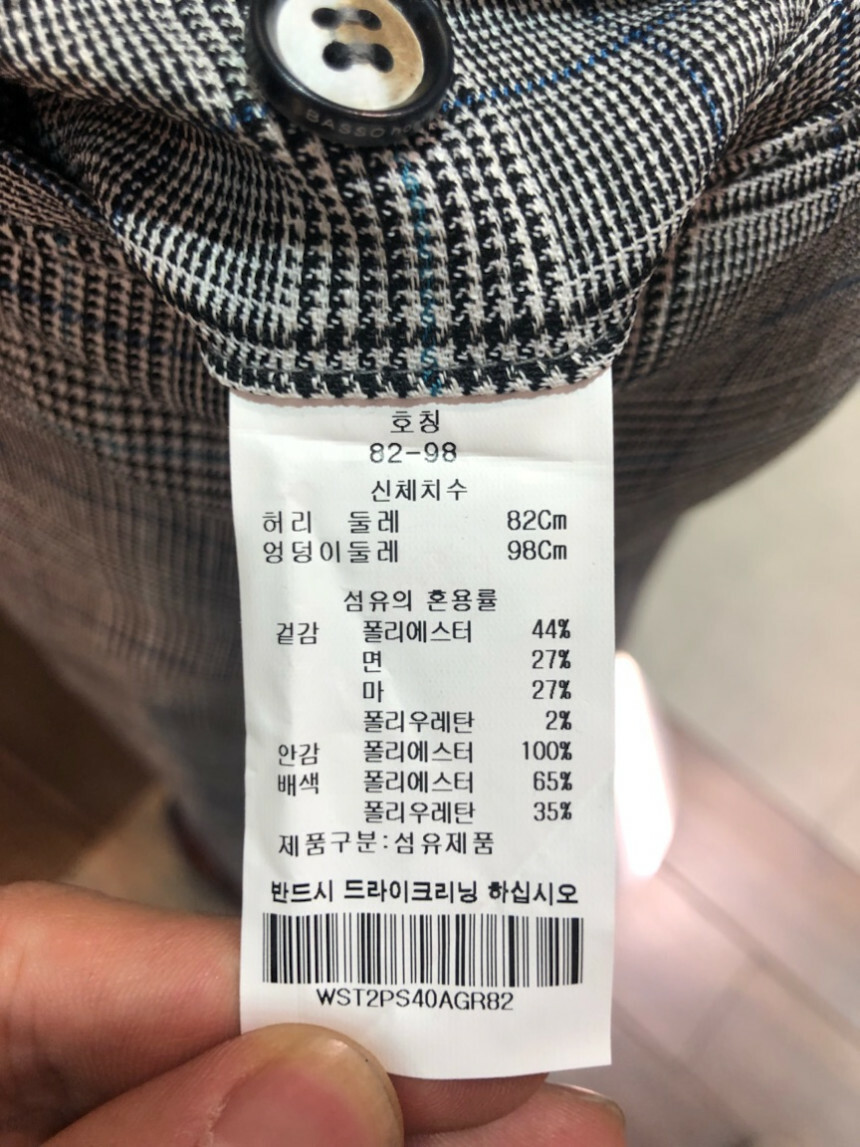 BASSO
호칭
82-98
신체치수
허리 둘레 82Cm
엉덩이둘레 98Cm
섬유의 혼용률
겉감 폴리에스터 44%
면 27%
마 27%
폴리우레탄 2%
안감 폴리에스터 100%
배색 폴리에스터 65%
폴리우레탄 35%
제품구분:섬유제품
반드시 드라이크리닝 하십시오
WST2PS40AGR82